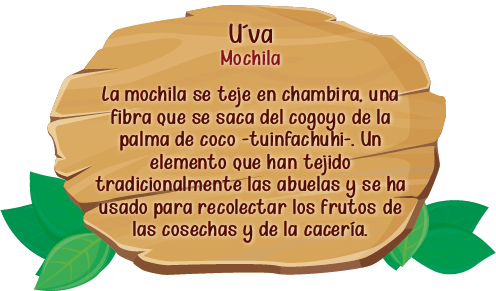 U´va
Mochila
La mochila se teje en chambira, una
fibra que se saca del cogoyo de la
palma de coco -tuinfachuhi-. Un
elemento que han tejido
tradicionalmente las abuelas y se ha
usado para recolectar los frutos de
las cosechas y de la cacería.